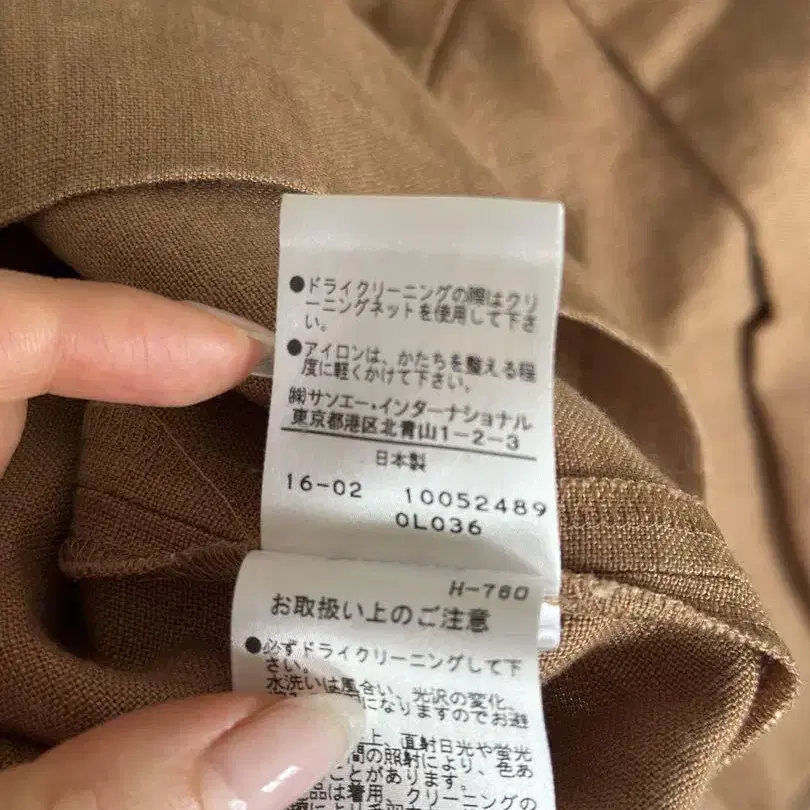 ●ドライクリーニングの際はクリ
ーニングネットを使用して下さ
い。
●アイロンは、かたちを整える程
度に軽くかけて下さい。
㈱サンエー・インターナショナル
東京都港区北青山1-2-3
日本製
16-02 10052489
0L036
H-780
お取扱い上のご注意
●必ずドライクリーニングして下
さい。
水洗いは風合い、光沢の変化、
になりますのでお避
上、直射日光や蛍光
間の照射により、色あ
ことがあります。
品は着用、クリーニングの